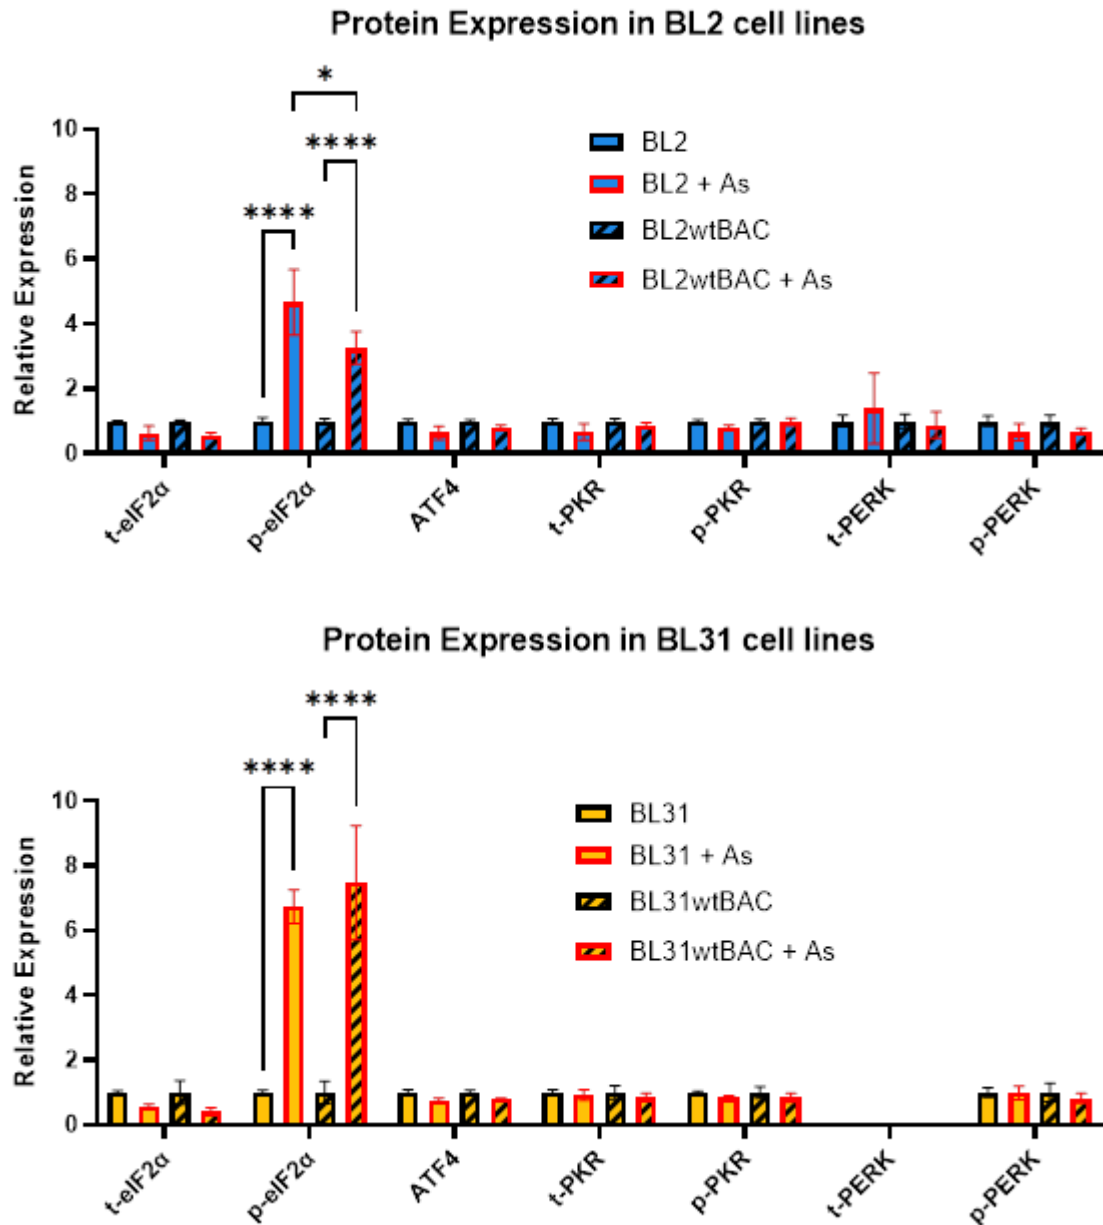 Protein Expression in BL2 cell lines
*
****
****
10
8
6
4
2
0
Relative Expression
BL2
BL2 + As
BL2wtBAC
BL2wtBAC + As
t-eIF2α
p-eIF2α
ATF4
t-PKR
p-PKR
t-PERK
p-PERK
Protein Expression in BL31 cell lines
****
****
10
8
6
4
2
0
Relative Expression
BL31
BL31 + As
BL31wtBAC
BL31wtBAC + As
t-eIF2α
p-eIF2α
ATF4
t-PKR
p-PKR
t-PERK
p-PERK